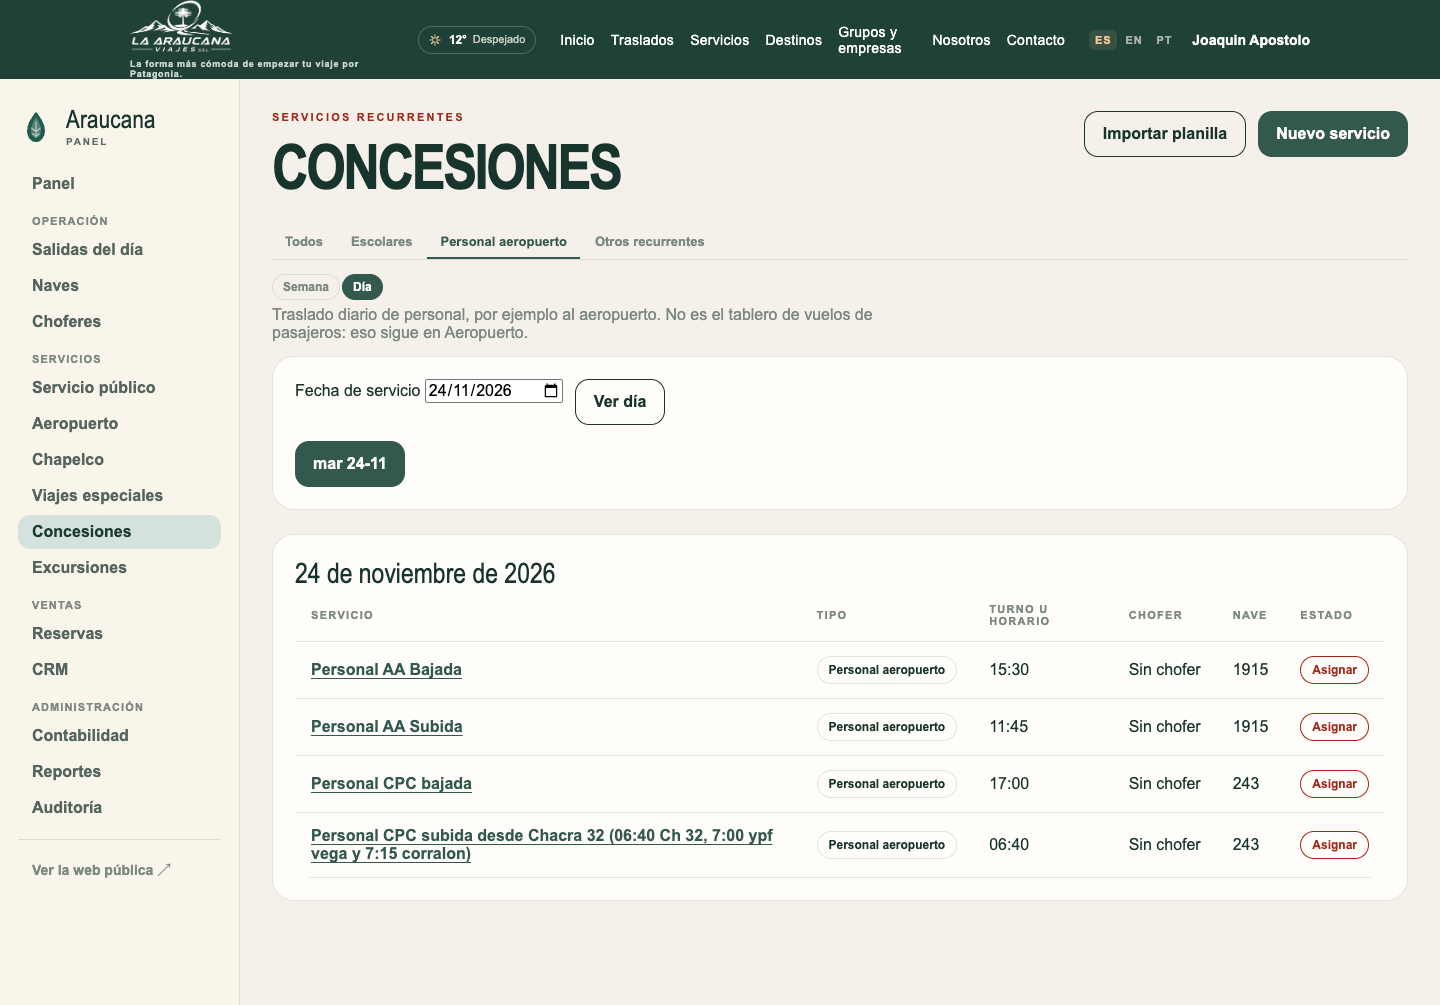 LA ARAUCANA
VIAJES S.R.L
La forma más cómoda de empezar tu viaje por
Patagonia.
12° Despejado
Inicio
Traslados
Servicios
Destinos
Grupos y
empresas
Nosotros
Contacto
ES EN PT
Joaquin Apostolo
Araucana
PANEL
Panel
OPERACIÓN
Salidas del día
Naves
Choferes
SERVICIOS
Servicio público
Aeropuerto
Chapelco
Viajes especiales
Concesiones
Excursiones
VENTAS
Reservas
CRM
ADMINISTRACIÓN
Contabilidad
Reportes
Auditoría
Ver la web pública ↗
SERVICIOS RECURRENTES
CONCESIONES
Importar planilla
Nuevo servicio
Todos Escolares Personal aeropuerto Otros recurrentes
Semana Día
Traslado diario de personal, por ejemplo al aeropuerto. No es el tablero de vuelos de
pasajeros: eso sigue en Aeropuerto.
Fecha de servicio 24/11/2026 Ver día
mar 24-11
24 de noviembre de 2026
SERVICIO TIPO TURNO U HORARIO CHOFER NAVE ESTADO
Personal AA Bajada Personal aeropuerto 15:30 Sin chofer 1915 Asignar
Personal AA Subida Personal aeropuerto 11:45 Sin chofer 1915 Asignar
Personal CPC bajada Personal aeropuerto 17:00 Sin chofer 243 Asignar
Personal CPC subida desde Chacra 32 (06:40 Ch 32, 7:00 ypf
vega y 7:15 corralon) Personal aeropuerto 06:40 Sin chofer 243 Asignar